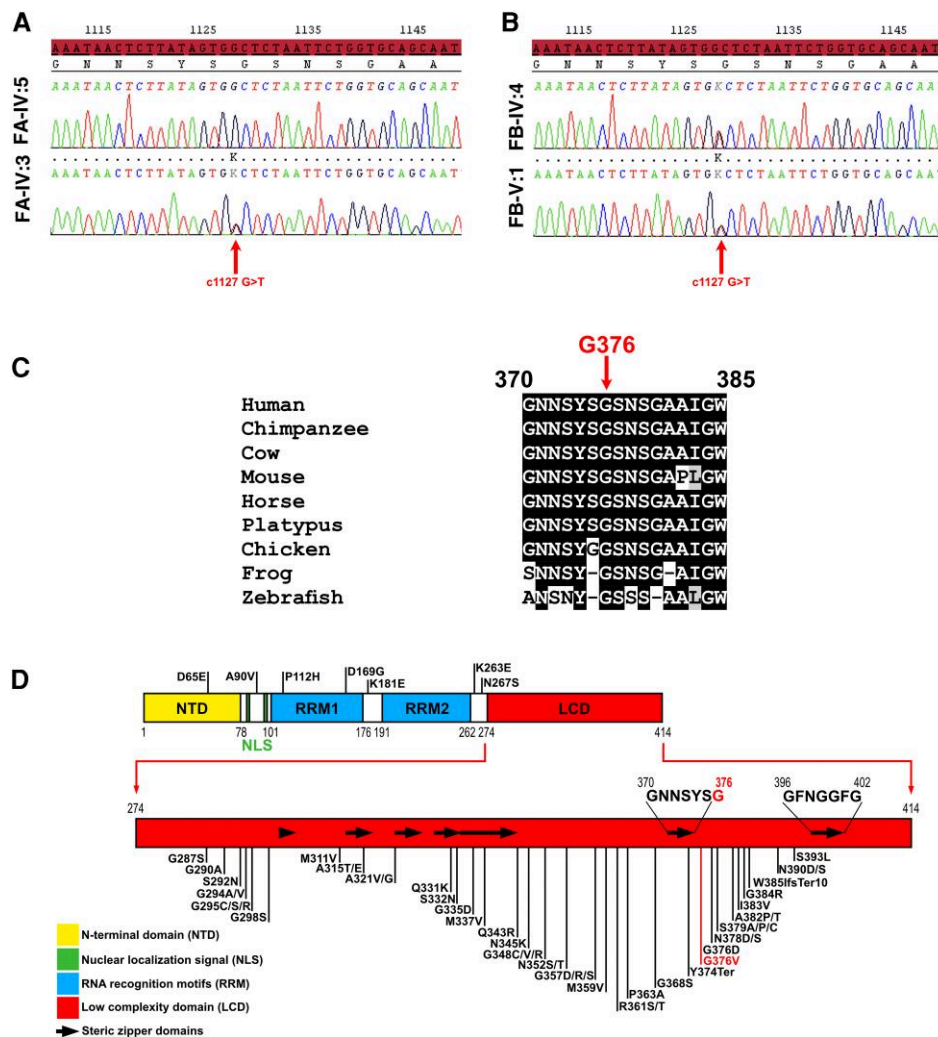 A
1115 1125 1135 1145
AAATAACTCTTATAGTGGCTCTAATTCTGGTGCAGCAAT
G N N S Y S G S N S G A A
AAATAACTCTTATAGTGGCTCTAATTCTGGTGCAGCAAT
K
AAATAACTCTTATAGTGKCTCTAATTCTGGTGCAGCAAT
FA-IV:5
FA-IV:3
c1127 G>T
B
1115 1125 1135 1145
AAATAACTCTTATAGTGGCTCTAATTCTGGTGCAGCAAT
G N N S Y S G S N S G A A
AAATAACTCTTATAGTGKCTCTAATTCTGGTGCAGCAA
K
AAATAACTCTTATAGTGKCTCTAATTCTGGTGCAGCAA
FB-IV:4
FB-V:1
c1127 G>T
C
G376
370 385
Human GNNSYSGSNSGAAIGW
Chimpanzee GNNSYSGSNSGAAIGW
Cow GNNSYSGSNSGAAIGW
Mouse GNNSYSGSNSGAPLGW
Horse GNNSYSGSNSGAAIGW
Platypus GNNSYSGSNSGAAIGW
Chicken GNNSYGGSNSGAAIGW
Frog SNNSY-GSNSG-AIGW
Zebrafish ANSNY-GSSS-AALGW
D
D65E A90V P112H D169G K181E K263E N267S
NTD RRM1 RRM2 LCD
1 78 101 176 191 262 274 414
NLS
370 376 396 402
GNNSYSG GFNGGFG
274 414
G287S
G290A
S292N
G294A/V
G295C/S/R
G298S
M311V
A315T/E
A321V/G
Q331K
S332N
G335D
M337V
Q343R
N345K
G348C/V/R
N352S/T
G357D/R/S
M359V
R361S/T
P363A
G368S
Y374Ter
G376V
G376D
N378D/S
S379A/P/C
A382P/T
I383V
G384R
W385IfsTer10
N390D/S
S393L
N-terminal domain (NTD)
Nuclear localization signal (NLS)
RNA recognition motifs (RRM)
Low complexity domain (LCD)
Steric zipper domains